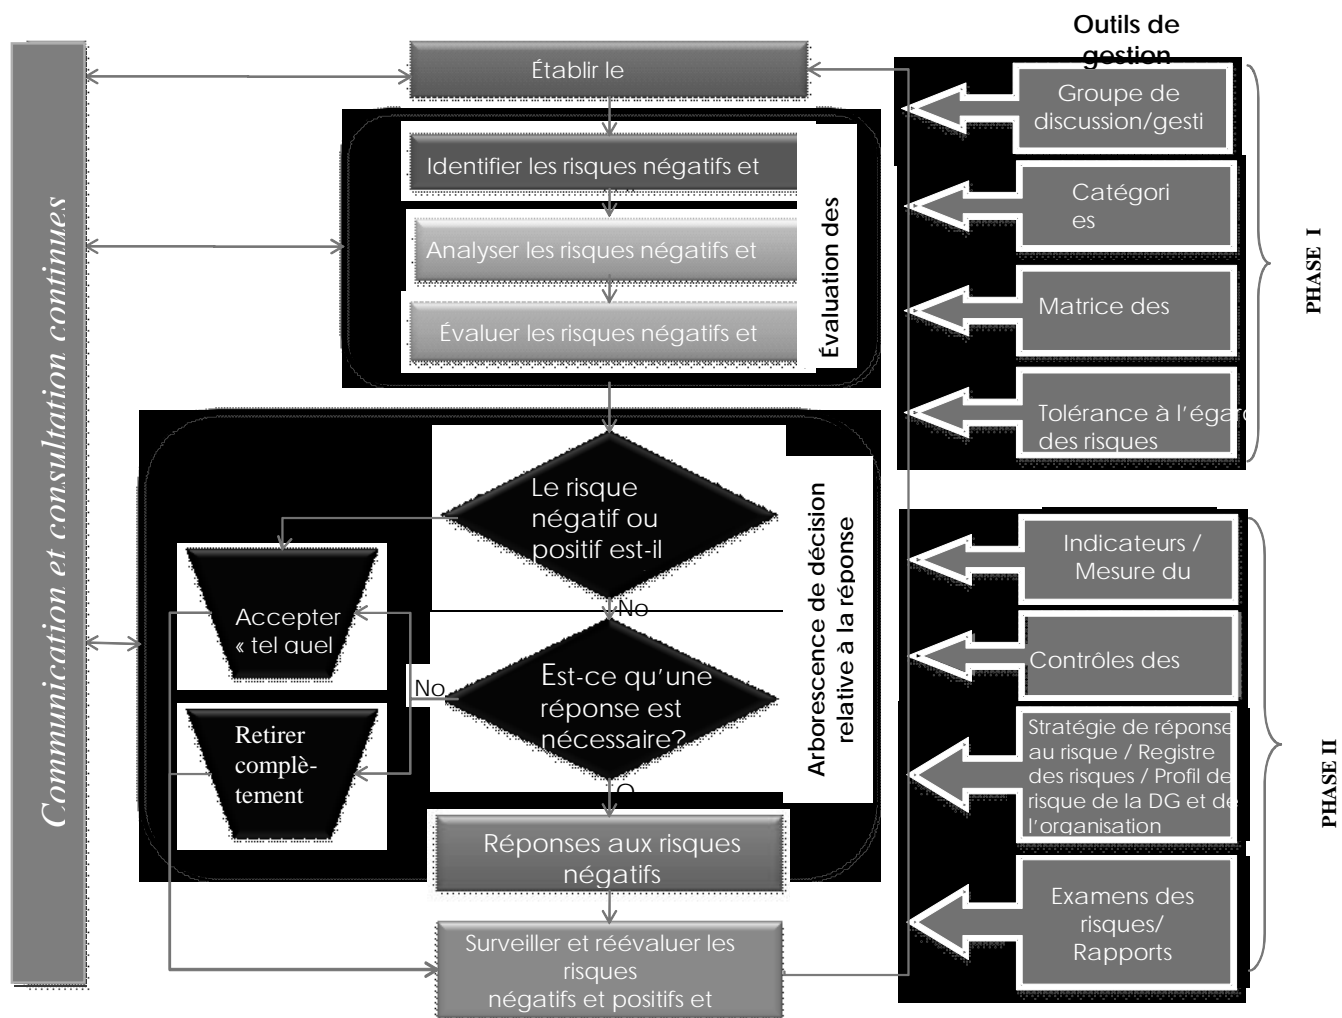 Outils de
gestion
Établir le
Groupe de
discussion/gesti
Identifier les risques négatifs et
Catégori
es
Analyser les risques négatifs et
Matrice des
Évaluer les risques négatifs et
Évaluation des
Tolérance à l'égard
des risques
PHASE I
Communication et consultation continues
Le risque
négatif ou
positif est-il
Arborescence de décision
relative à la réponse
Indicateurs /
Mesure du
No
Accepter
« tel quel
Contrôles des
Est-ce qu'une
réponse est
nécessaire?
No
Retirer
complè-
tement
Stratégie de réponse
au risque / Registre
des risques / Profil de
risque de la DG et de
l'organisation
PHASE II
O
Réponses aux risques
négatifs
Examens des
risques/
Rapports
Surveiller et réévaluer les
risques
négatifs et positifs et